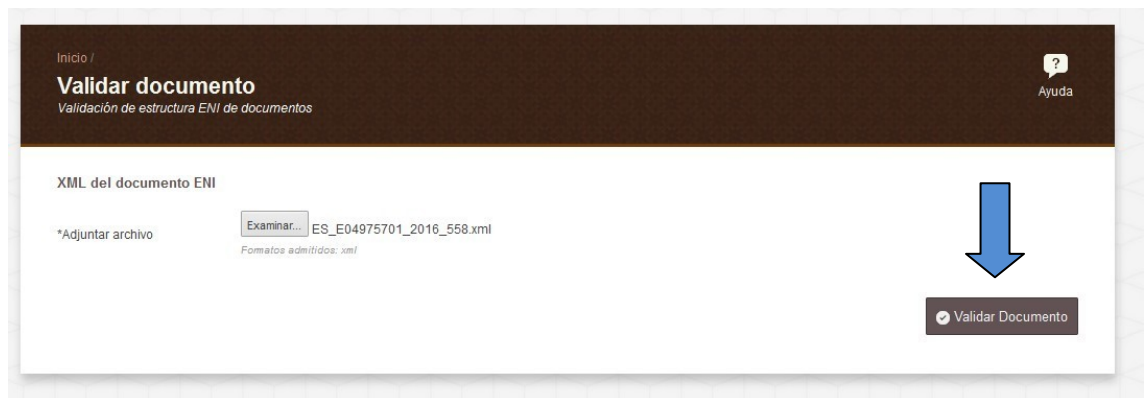 Inicio /
Validar documento
Validación de estructura ENI de documentos
?
Ayuda
XML del documento ENI
*Adjuntar archivo
Examinar... ES_E04975701_2016_558.xml
Formatos admitidos: xml
Validar Documento